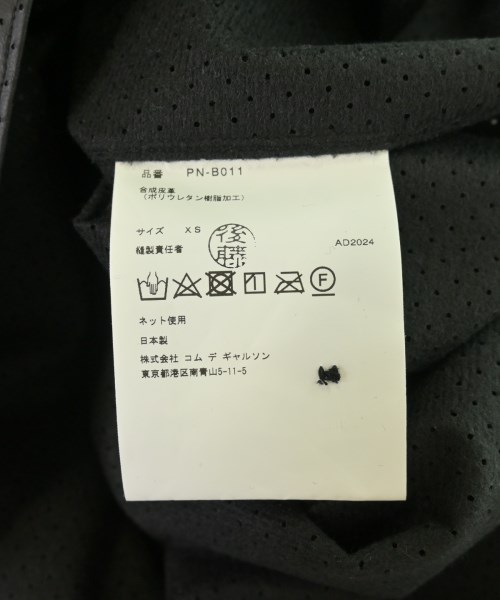 品番 PN-B011
合成皮革
(ポリウレタン樹脂加工)
サイズ XS
縫製責任者 後藤 AD2024
F
ネット使用
日本製
株式会社 コム デ ギャルソン
東京都港区南青山5-11-5